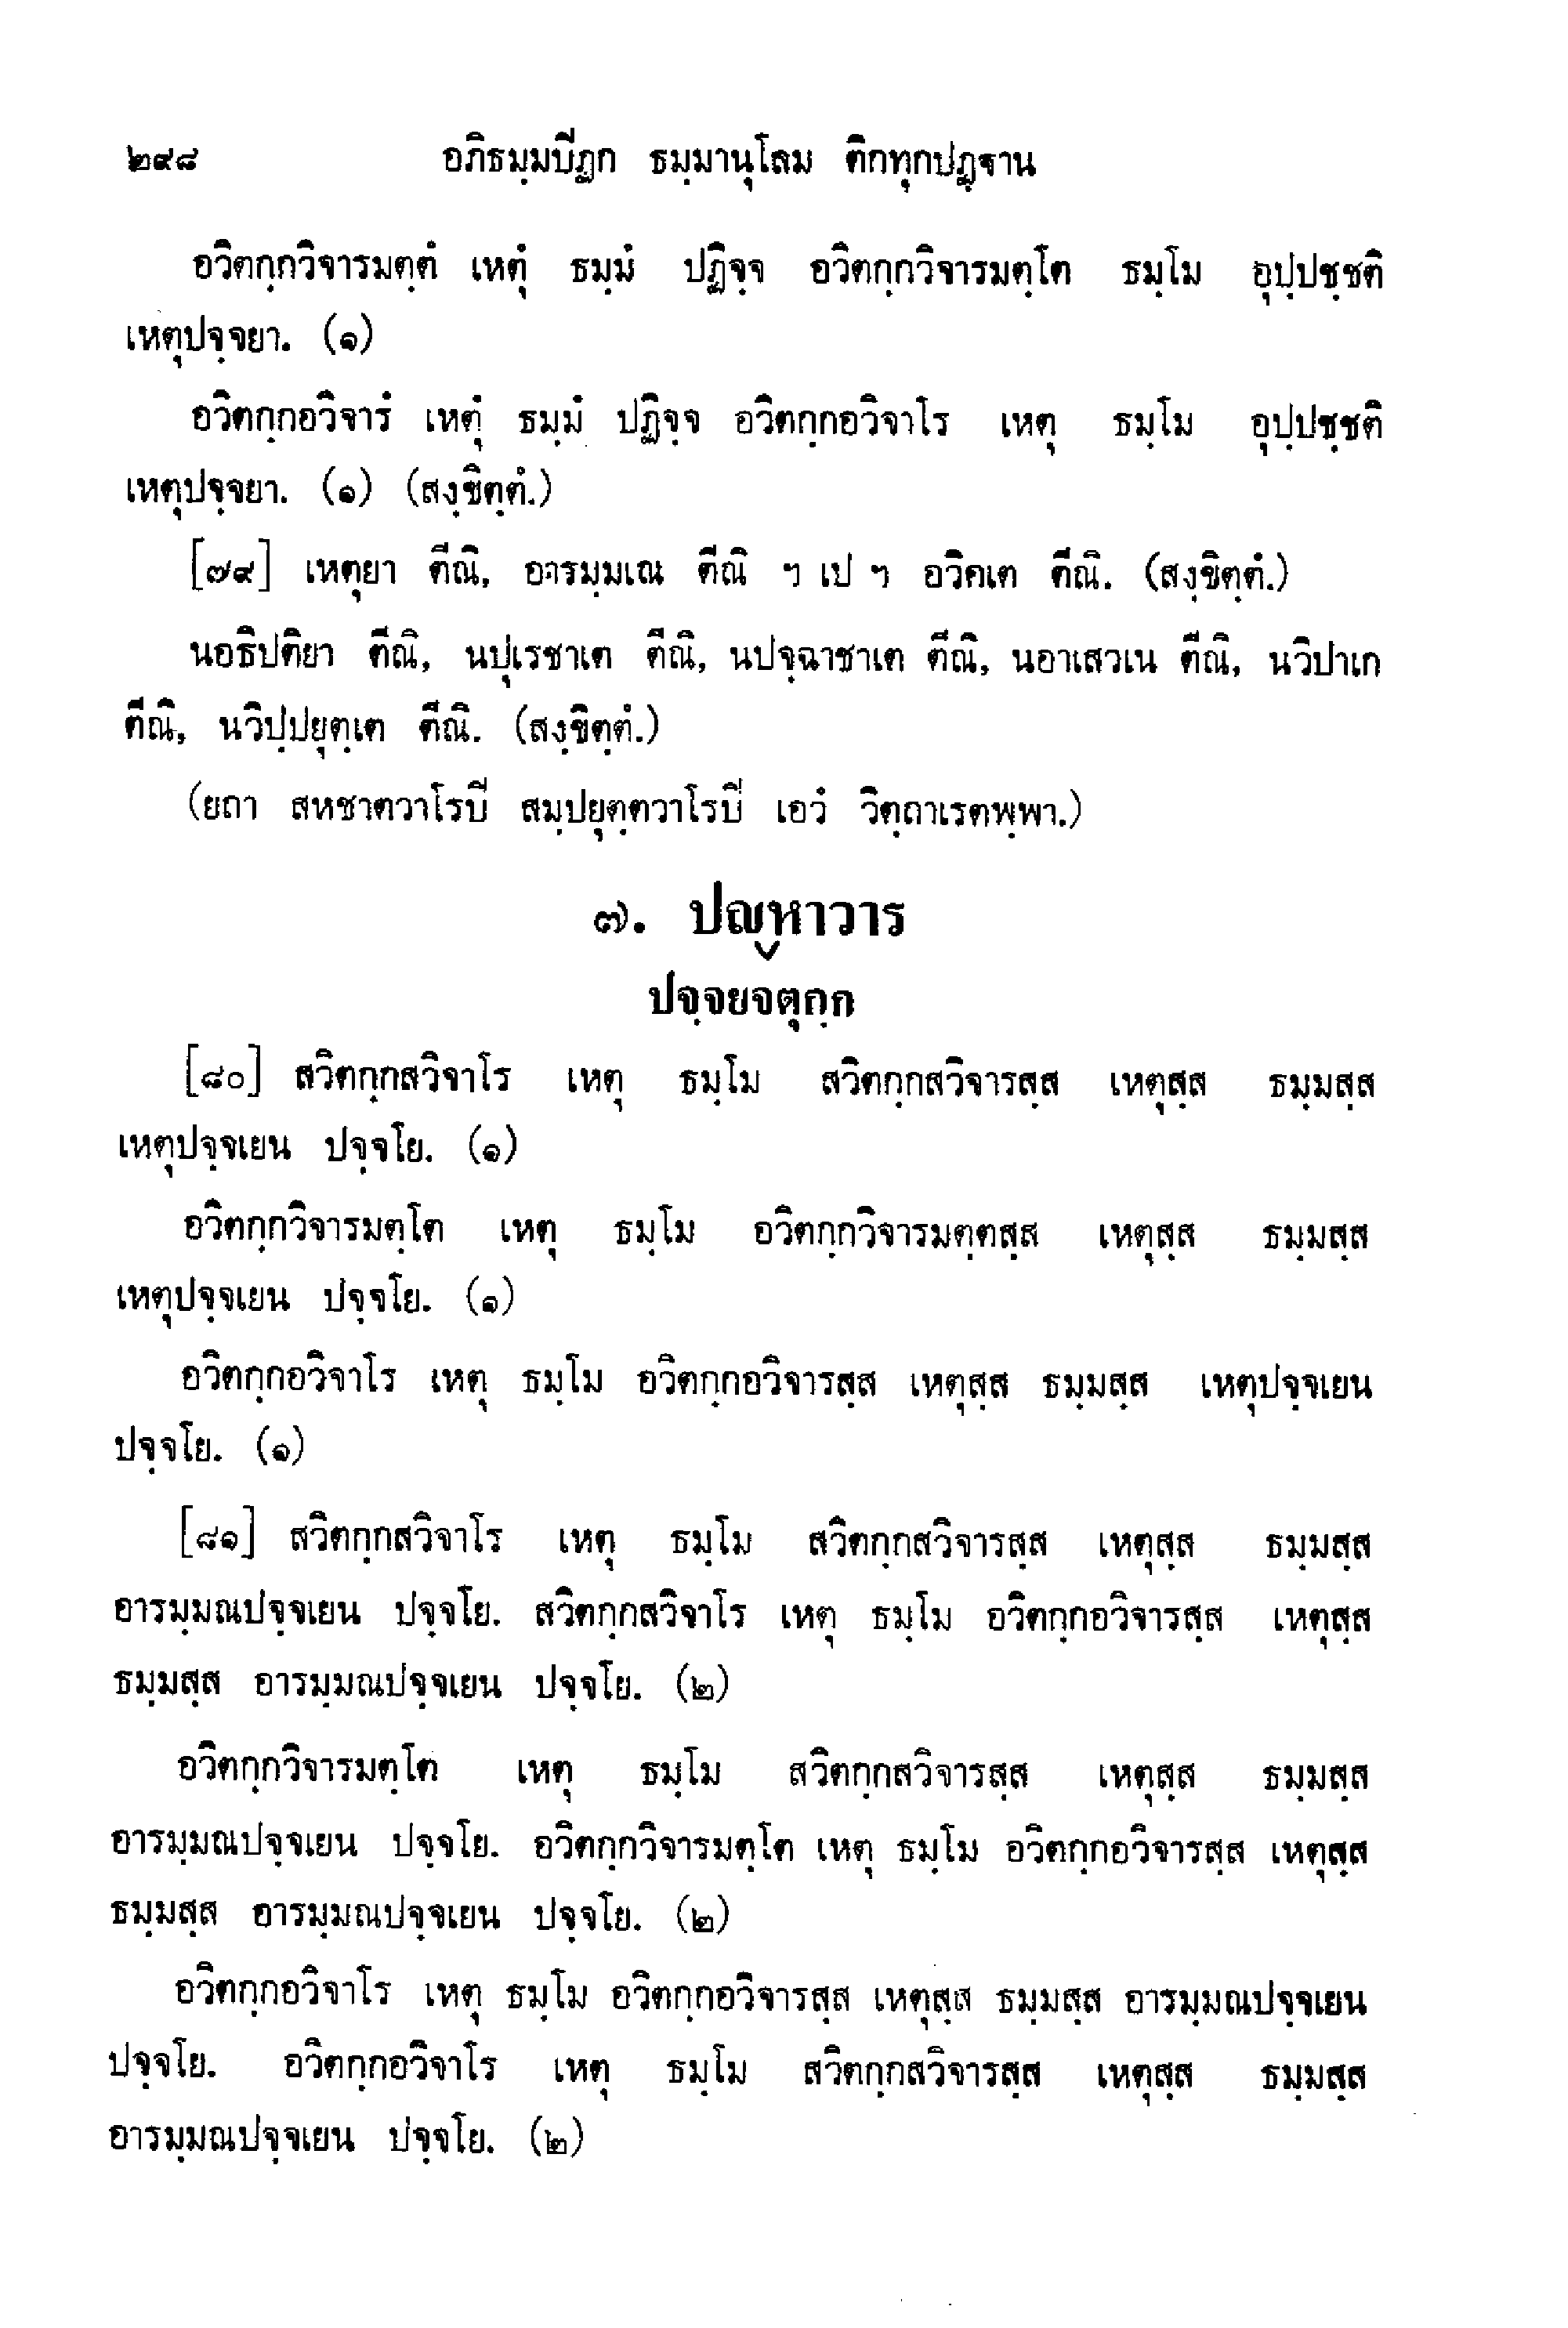 ๒๙๘ อภิธมฺมปีฏก ธมฺมานุโลม ติกทุกปฏฺฐาน
อวิตกฺกวิจารมตฺตํ เหตุํ ธมฺมํ ปฏิจฺจ อวิตกฺกวิจารมตฺโต ธมฺโม อุปฺปชฺชติ
เหตุปจฺจยา. (๑)
อวิตกฺกอวิจารํ เหตุํ ธมฺมํ ปฏิจฺจ อวิตกฺกอวิจาโร เหตุ ธมฺโม อุปฺปชฺชติ
เหตุปจฺจยา. (๑) (สงฺขิตฺตํ.)
[๗๙] เหตุยา ตีณิ, อารมฺมเณ ตีณิ ฯ เป ฯ อวิคเต ตีณิ. (สงฺขิตฺตํ.)
นอธิปติยา ตีณิ, นปุเรชาเต ตีณิ, นปจฺฉาชาเต ตีณิ, นอาเสวเน ตีณิ, นวิปาเก
ตีณิ, นวิปฺปยุตฺเต ตีณิ. (สงฺขิตฺตํ.)
(ยถา สหชาตวาโรปี สมฺปยุตฺตวาโรปี เอวํ วิตฺถาเรตพฺพา.)
๗. ปญฺหาวาร
ปจฺจยจตุกฺก
[๘๐] สวิตกฺกสวิจาโร เหตุ ธมฺโม สวิตกฺกสวิจารสฺส เหตุสฺส ธมฺมสฺส
เหตุปจฺจเยน ปจฺจโย. (๑)
อวิตกฺกวิจารมตฺโต เหตุ ธมฺโม อวิตกฺกวิจารมตฺตสฺส เหตุสฺส ธมฺมสฺส
เหตุปจฺจเยน ปจฺจโย. (๑)
อวิตกฺกอวิจาโร เหตุ ธมฺโม อวิตกฺกอวิจารสฺส เหตุสฺส ธมฺมสฺส เหตุปจฺจเยน
ปจฺจโย. (๑)
[๘๑] สวิตกฺกสวิจาโร เหตุ ธมฺโม สวิตกฺกสวิจารสฺส เหตุสฺส ธมฺมสฺส
อารมฺมณปจฺจเยน ปจฺจโย. สวิตกฺกสวิจาโร เหตุ ธมฺโม อวิตกฺกอวิจารสฺส เหตุสฺส
ธมฺมสฺส อารมฺมณปจฺจเยน ปจฺจโย. (๒)
อวิตกฺกวิจารมตฺโต เหตุ ธมฺโม สวิตกฺกสวิจารสฺส เหตุสฺส ธมฺมสฺส
อารมฺมณปจฺจเยน ปจฺจโย. อวิตกฺกวิจารมตฺโต เหตุ ธมฺโม อวิตกฺกอวิจารสฺส เหตุสฺส
ธมฺมสฺส อารมฺมณปจฺจเยน ปจฺจโย. (๒)
อวิตกฺกอวิจาโร เหตุ ธมฺโม อวิตกฺกอวิจารสฺส เหตุสฺส ธมฺมสฺส อารมฺมณปจฺจเยน
ปจฺจโย. อวิตกฺกอวิจาโร เหตุ ธมฺโม สวิตกฺกสวิจารสฺส เหตุสฺส ธมฺมสฺส
อารมฺมณปจฺจเยน ปจฺจโย. (๒)